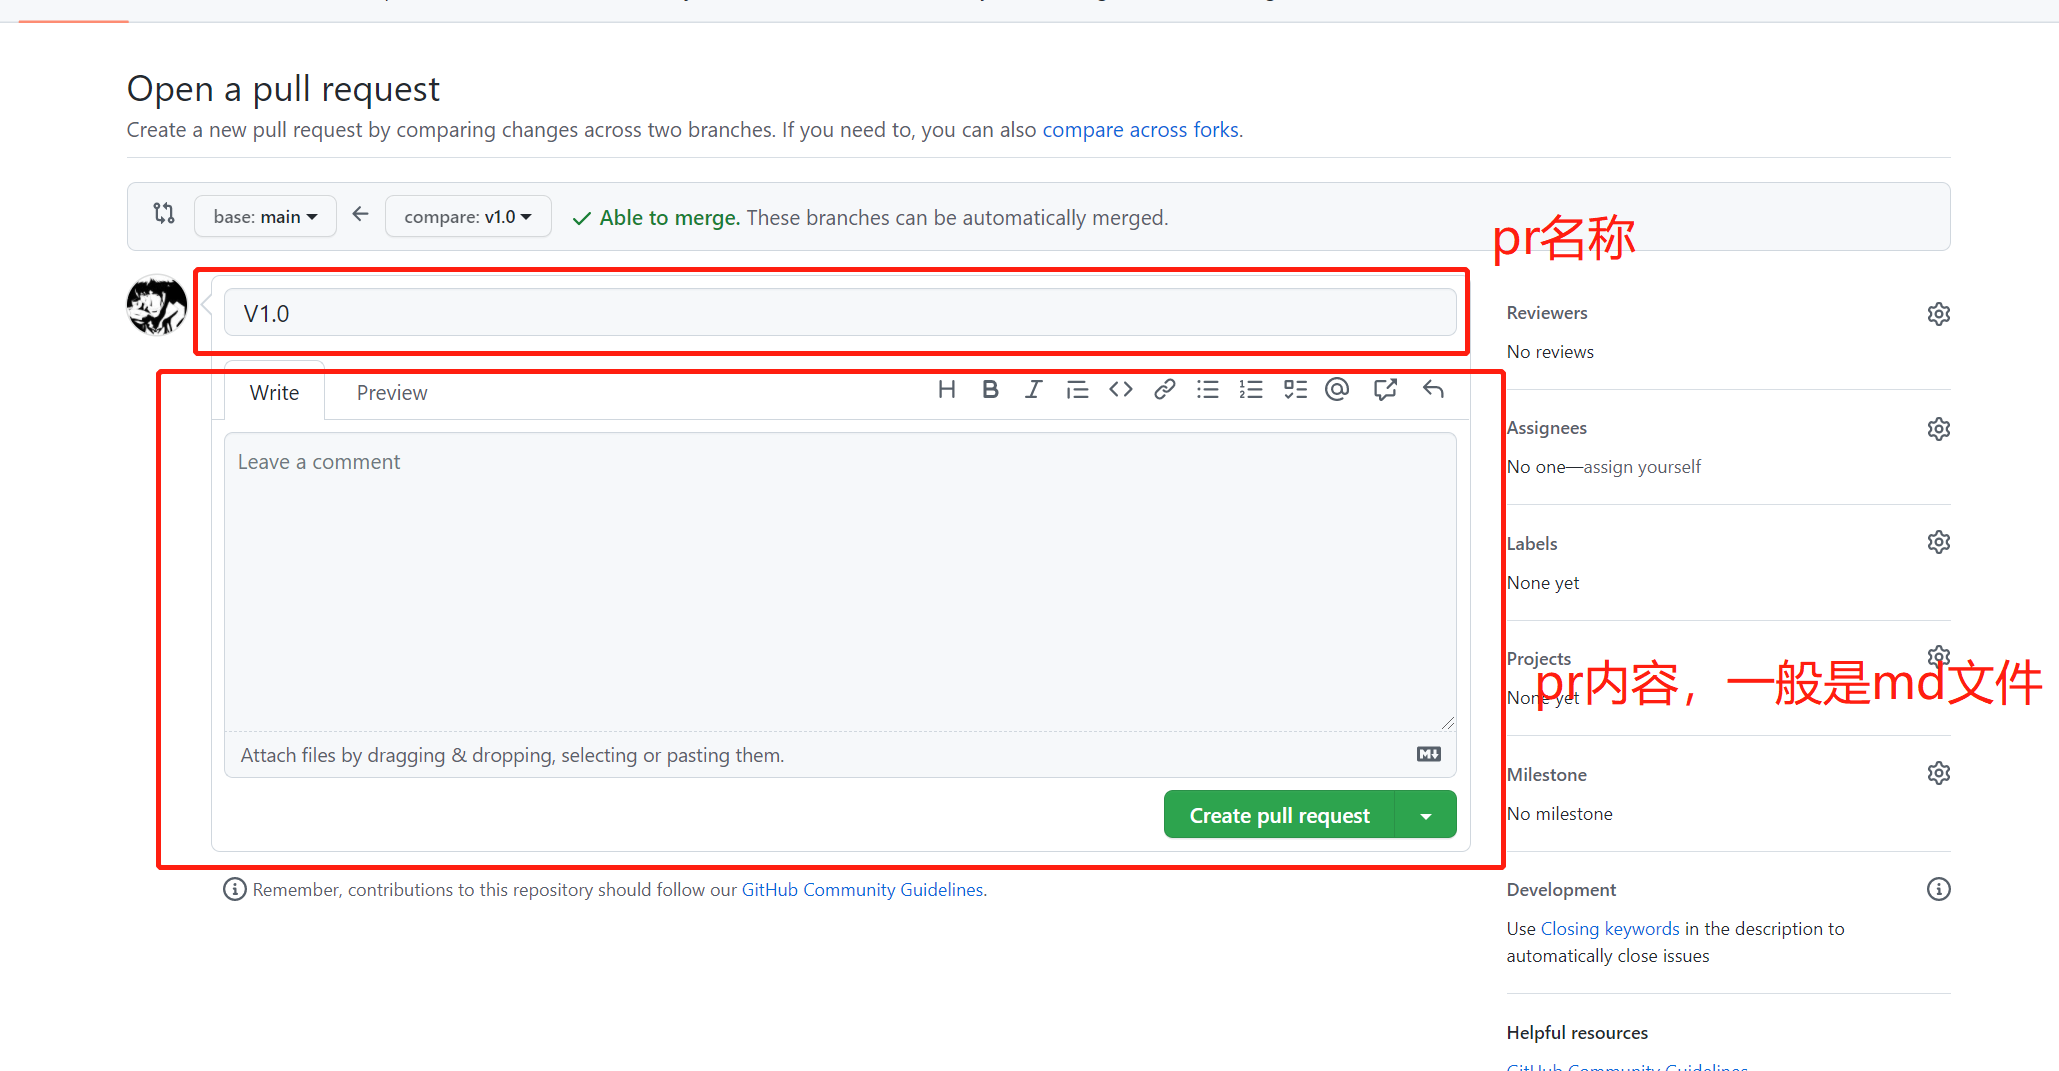 Open a pull request
Create a new pull request by comparing changes across two branches. If you need to, you can also compare across forks.
base: main
compare: v1.0
Able to merge. These branches can be automatically merged.
pr名称
V1.0
Write
Preview
Leave a comment
Attach files by dragging & dropping, selecting or pasting them.
Create pull request
Remember, contributions to this repository should follow our GitHub Community Guidelines.
Reviewers
No reviews
Assignees
No one—assign yourself
Labels
None yet
Projects
None yet
pr内容，一般是md文件
Milestone
No milestone
Development
Use Closing keywords in the description to
automatically close issues
Helpful resources
GitHub Community Guidelines